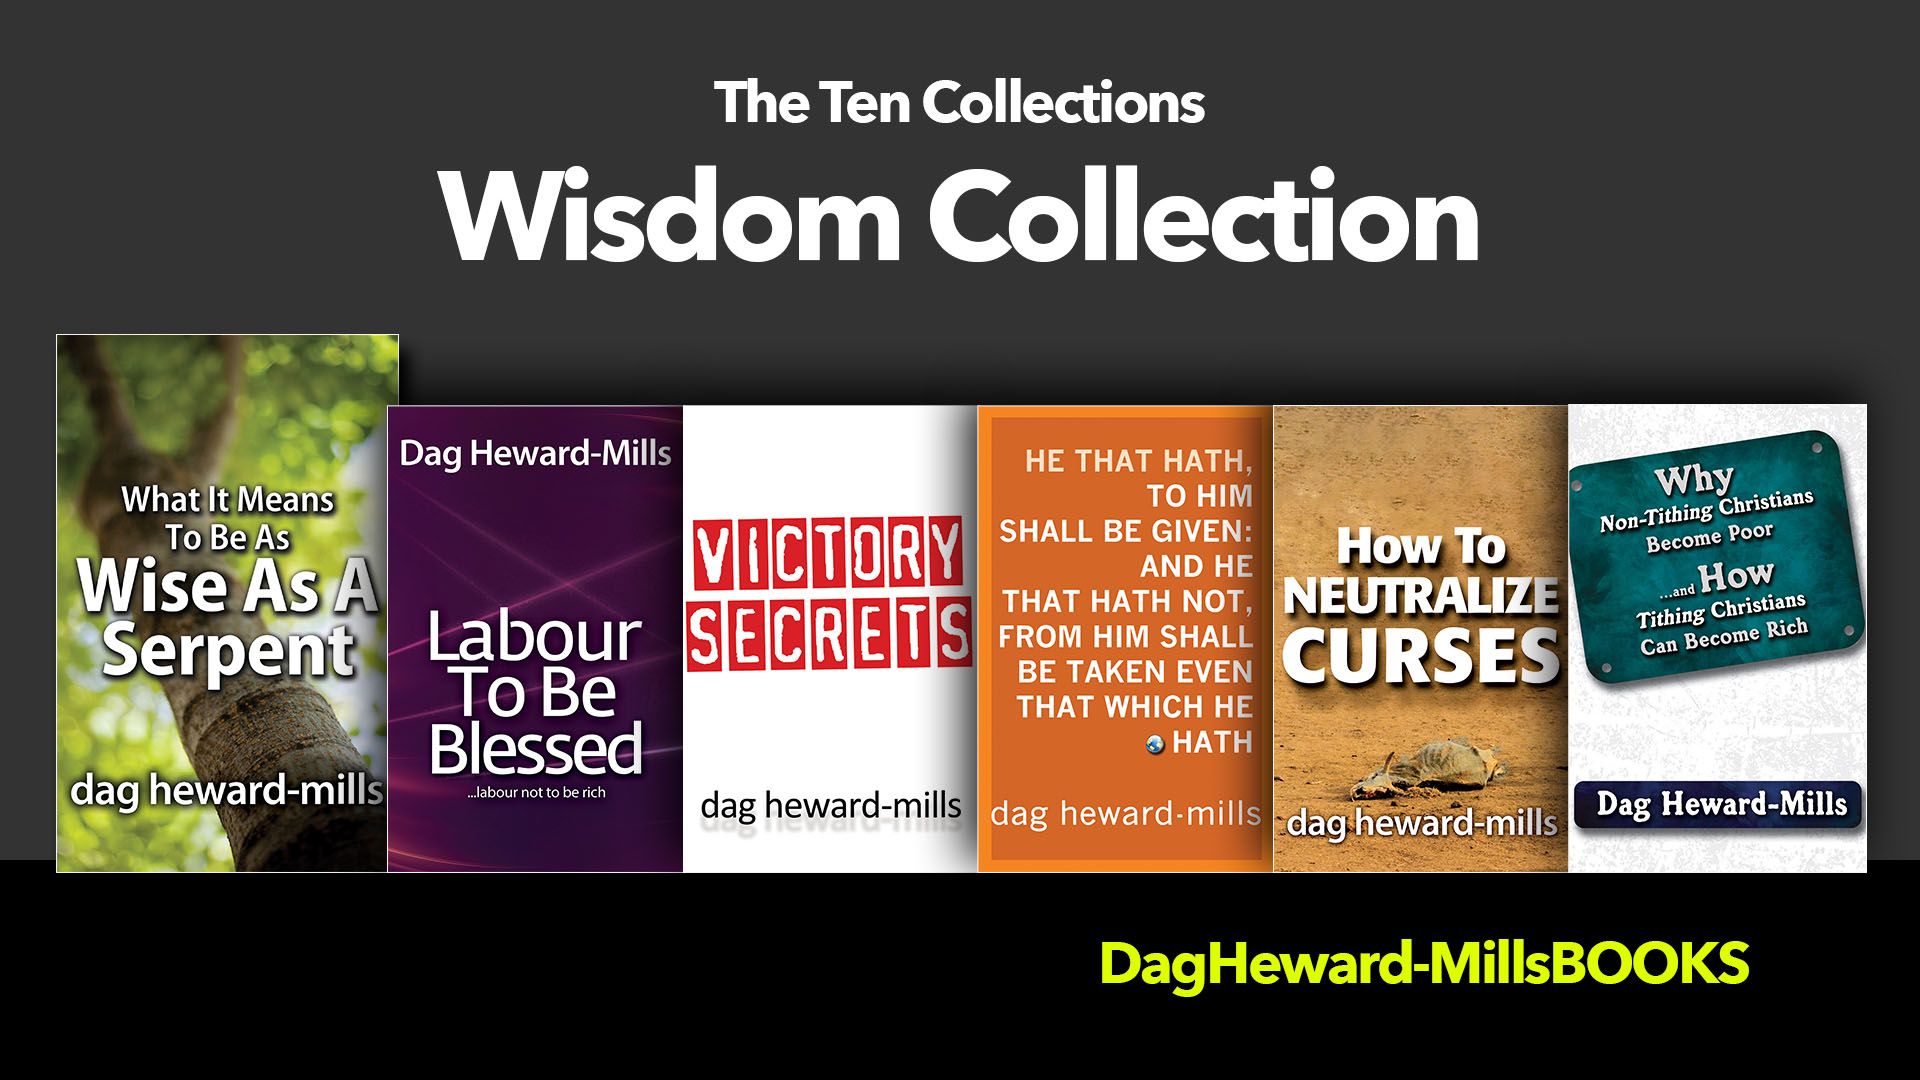 The Ten Collections
Wisdom Collection
What It Means
To Be As
Wise As A
Serpent
dag heward-mills
Dag Heward-Mills
Labour
To Be
Blessed
...labour not to be rich
VICTORY
SECRETS
dag heward-mills
HE THAT HATH,
TO HIM
SHALL BE GIVEN:
AND HE
THAT HATH NOT,
FROM HIM SHALL
BE TAKEN EVEN
THAT WHICH HE
HATH
dag heward-mills
How To
NEUTRALIZE
CURSES
dag heward-mills
Why
Non-Tithing Christians
Become Poor
...and How
Tithing Christians
Can Become Rich
Dag Heward-Mills
DagHeward-MillsBOOKS